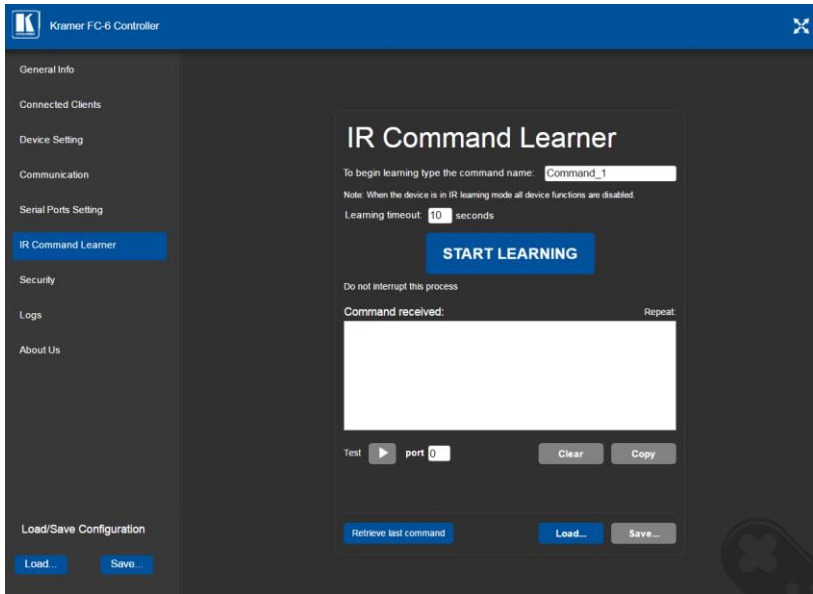 Kramer FC-6 Controller
General Info
Connected Clients
Device Setting
Communication
Serial Ports Setting
IR Command Learner
Security
Logs
About Us
Load/Save Configuration
Load... Save...
IR Command Learner
To begin learning type the command name: Command_1
Note: When the device is in IR learning mode all device functions are disabled.
Learning timeout: 10 seconds
START LEARNING
Do not interrupt this process
Command received: Repeat:
Test port 0 Clear Copy
Retrieve last command Load... Save...